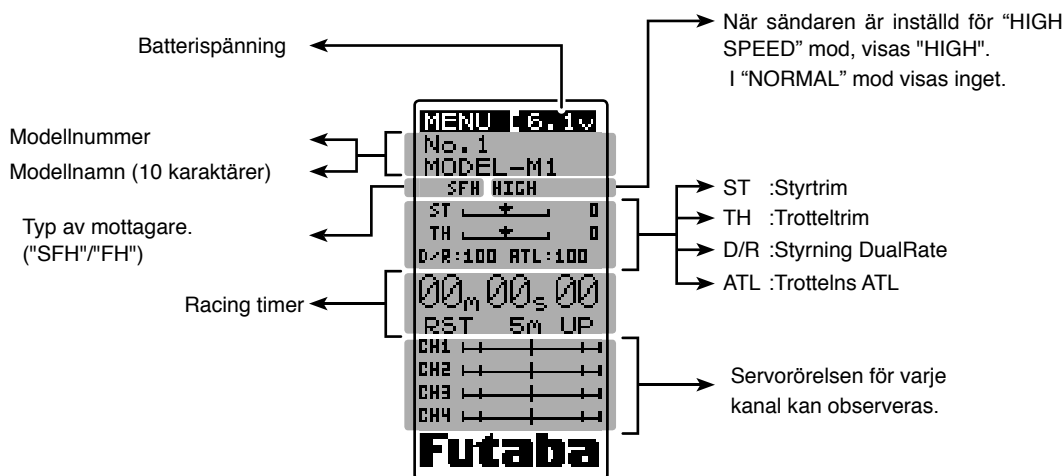 Batterispänning
När sändaren är inställd för “HIGH
SPEED” mod, visas "HIGH".
I “NORMAL” mod visas inget.
Modellnummer
Modellnamn (10 karaktärer)
Typ av mottagare.
("SFH"/"FH")
Racing timer
MENU 6.1v
No.1
MODEL-M1
SFH HIGH
ST 0
TH 0
D/R:100 ATL:100
00m00s00
RST 5m UP
CH1
CH2
CH3
CH4
Futaba
ST :Styrtrim
TH :Trotteltrim
D/R :Styrning DualRate
ATL :Trottelns ATL
Servorörelsen för varje
kanal kan observeras.